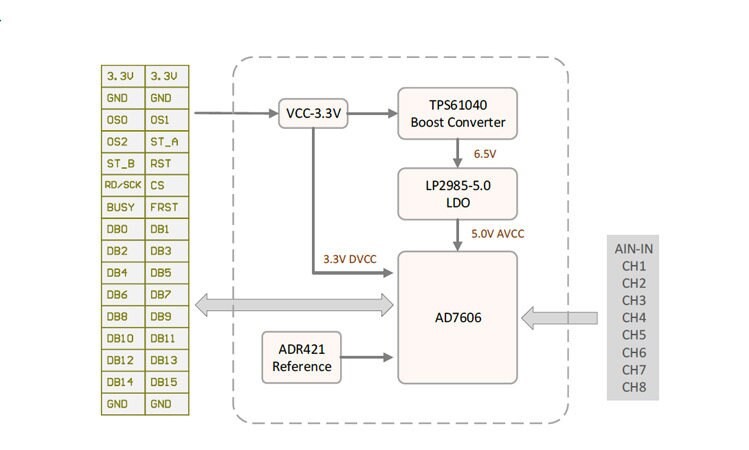 3.3V 3.3V
GND GND
OS0 OS1
OS2 ST_A
ST_B RST
RD/SCK CS
BUSY FRST
DB0 DB1
DB2 DB3
DB4 DB5
DB6 DB7
DB8 DB9
DB10 DB11
DB12 DB13
DB14 DB15
GND GND
VCC-3.3V
TPS61040
Boost Converter
6.5V
LP2985-5.0
LDO
5.0V AVCC
3.3V DVCC
AD7606
ADR421
Reference
AIN-IN
CH1
CH2
CH3
CH4
CH5
CH6
CH7
CH8